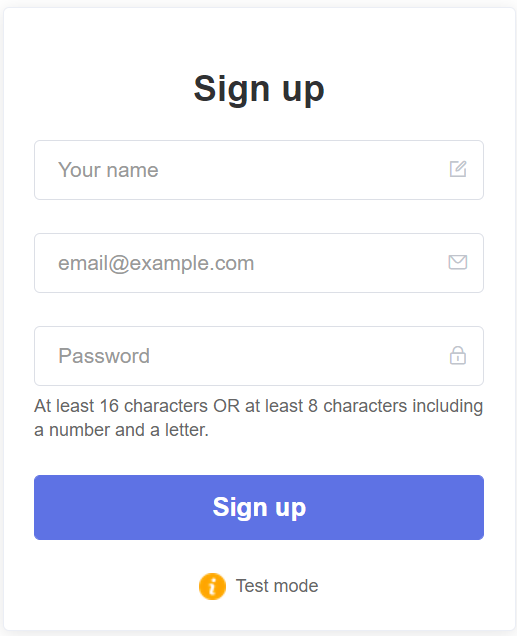 Sign up
Your name
email@example.com
Password
At least 16 characters OR at least 8 characters including
a number and a letter.
Sign up
i Test mode